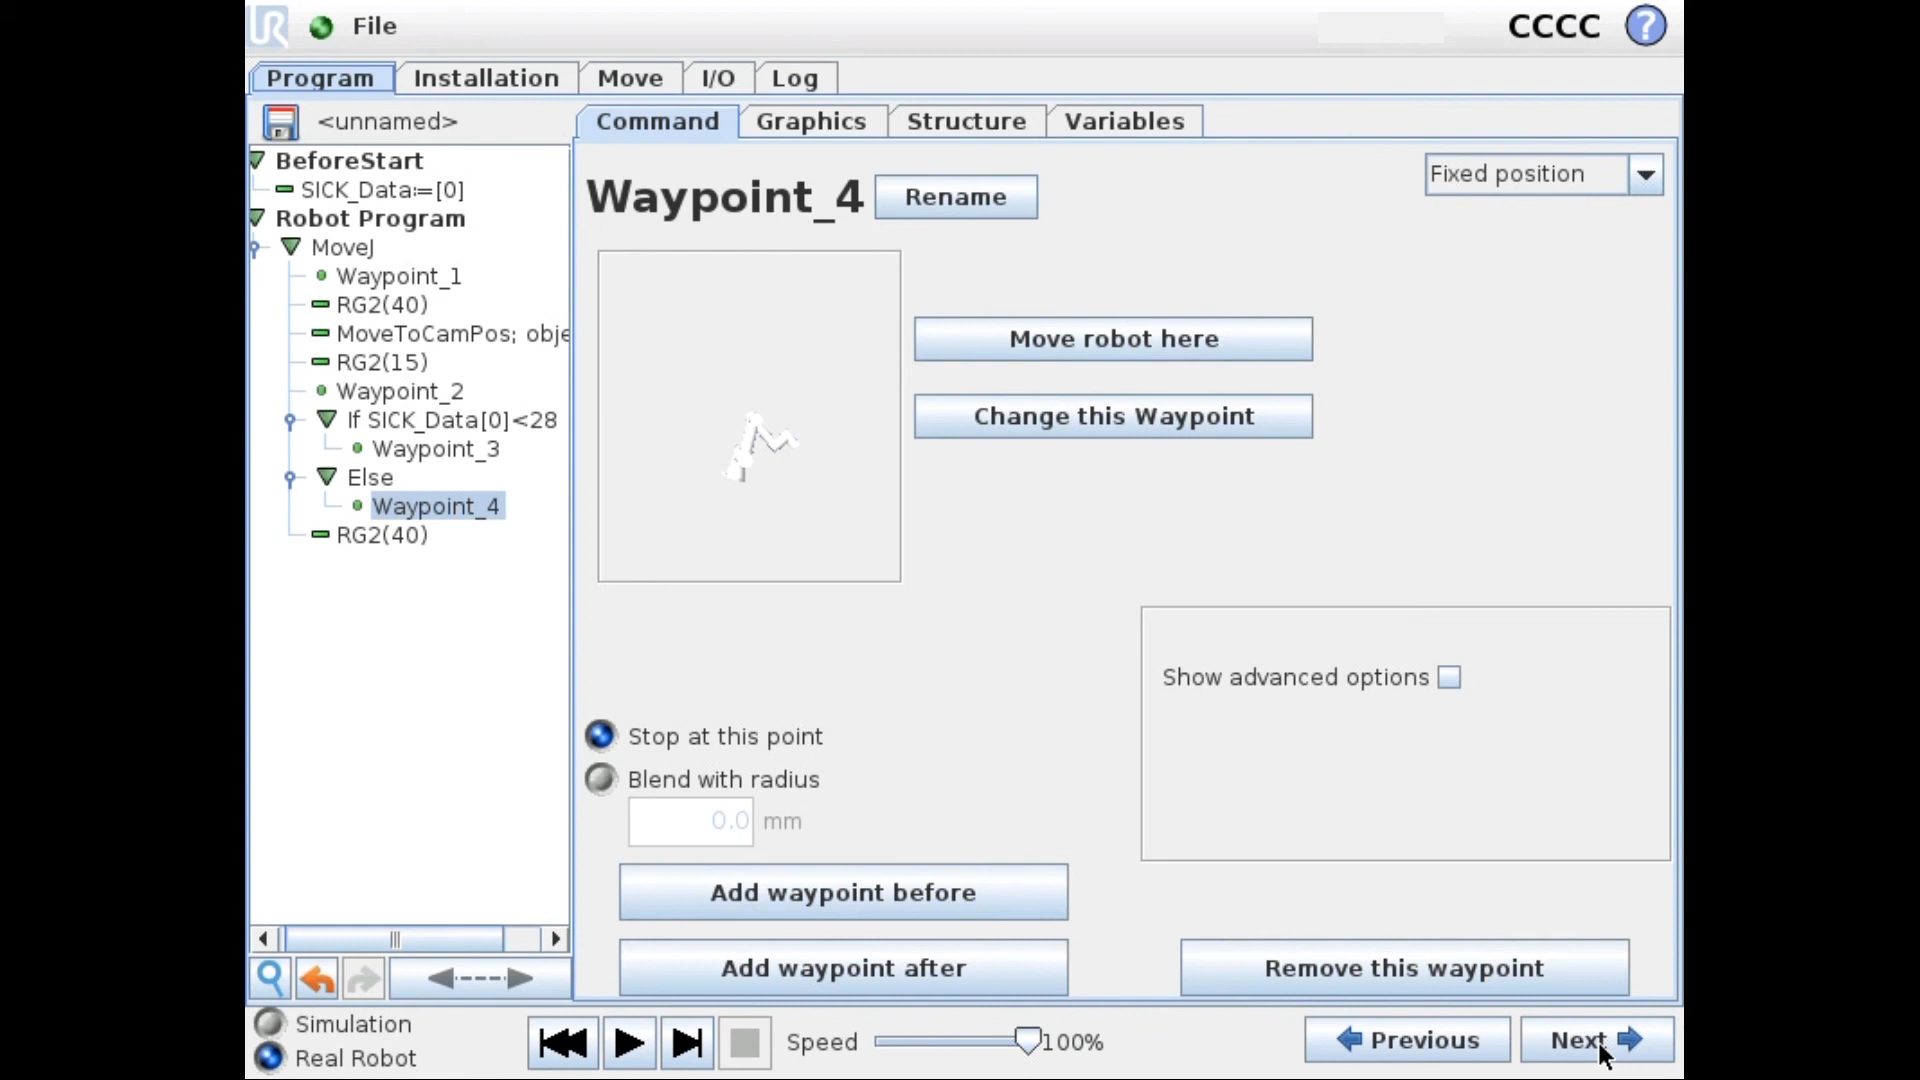 UR File CCCC ?
Program Installation Move I/O Log
<unnamed> Command Graphics Structure Variables
BeforeStart
SICK_Data≔[0]
Robot Program
MoveJ
Waypoint_1
RG2(40)
MoveToCamPos; obje
RG2(15)
Waypoint_2
If SICK_Data[0]<28
Waypoint_3
Else
Waypoint_4
RG2(40)
Waypoint_4 Rename
Fixed position
Move robot here
Change this Waypoint
Show advanced options
Stop at this point
Blend with radius
0.0 mm
Add waypoint before
Add waypoint after
Remove this waypoint
Simulation
Real Robot
Speed 100%
Previous Next